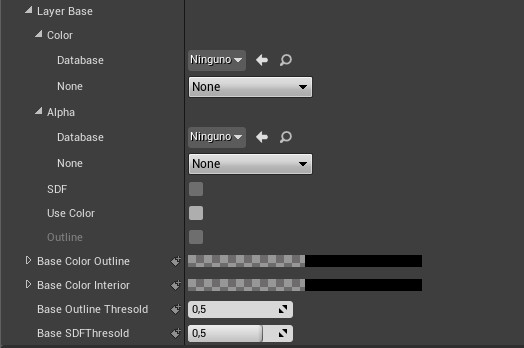 Layer Base
Color
Database Ninguno
None None
Alpha
Database Ninguno
None None
SDF
Use Color
Outline
Base Color Outline
Base Color Interior
Base Outline Thresold 0,5
Base SDFThresold 0,5